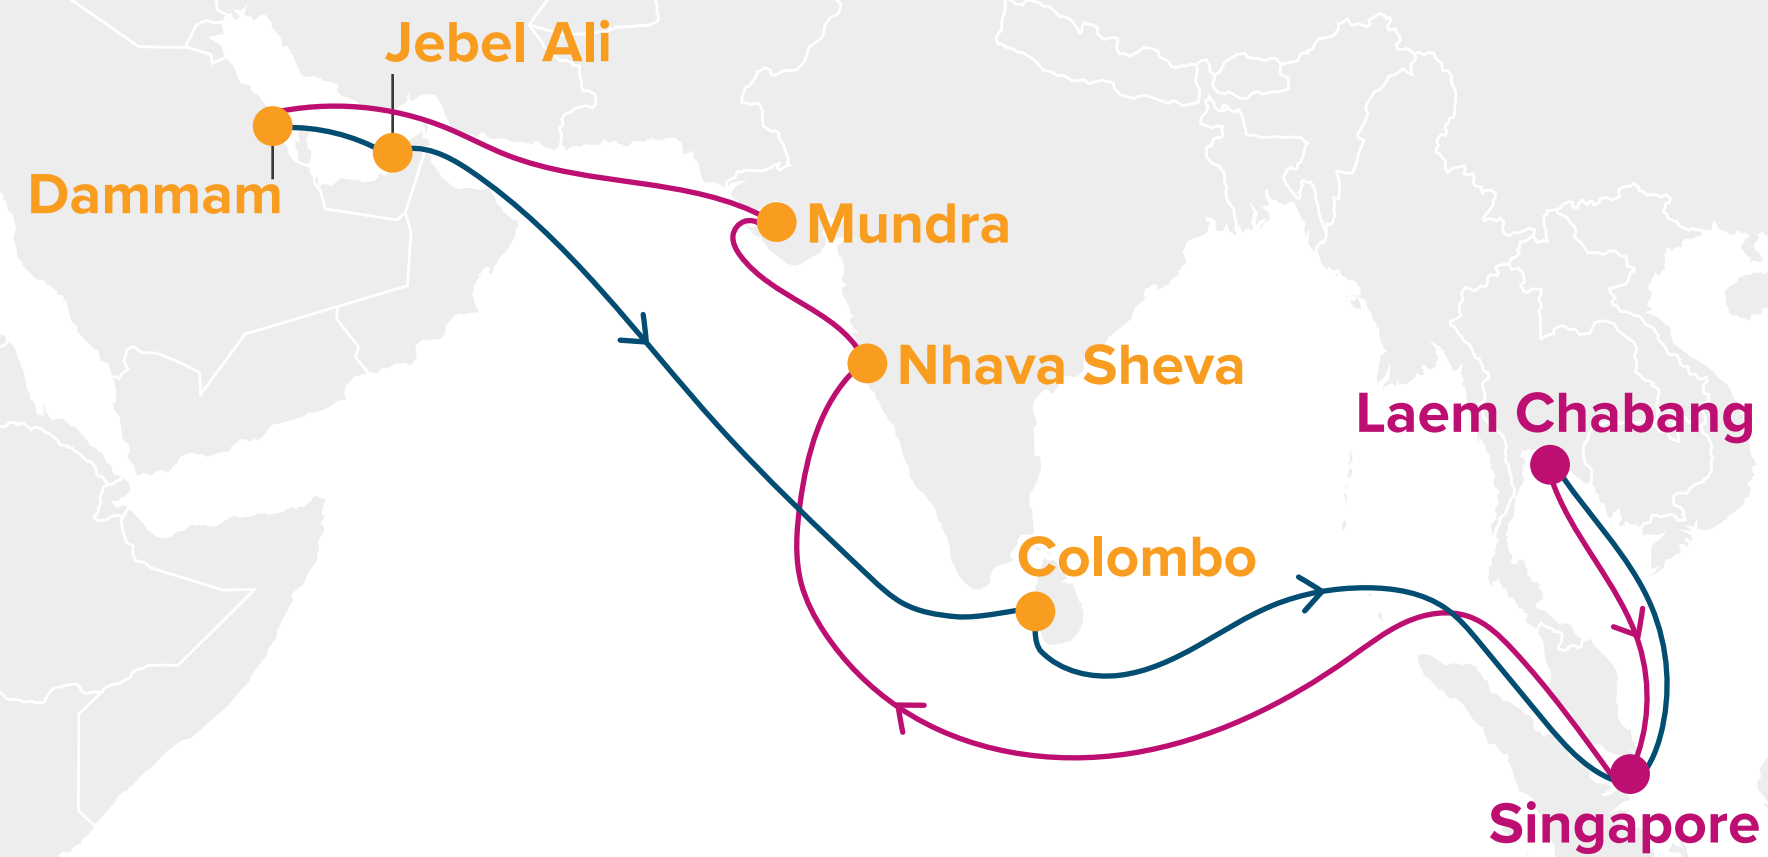 Jebel Ali
Dammam
Mundra
Nhava Sheva
Laem Chabang
Colombo
Singapore